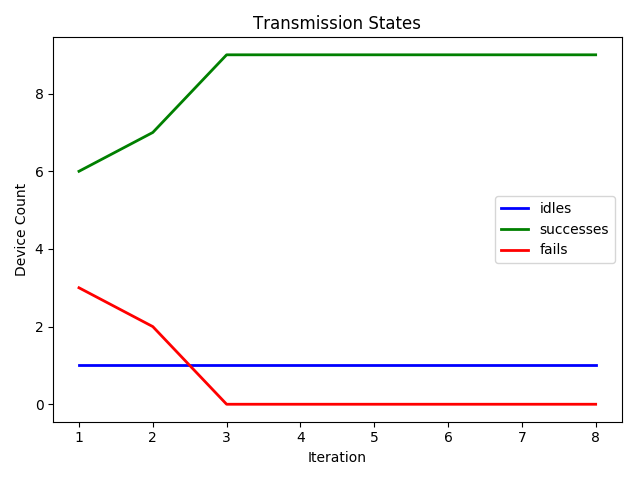 Transmission States
Device Count
8
6
4
2
0
idles
successes
fails
1 2 3 4 5 6 7 8
Iteration